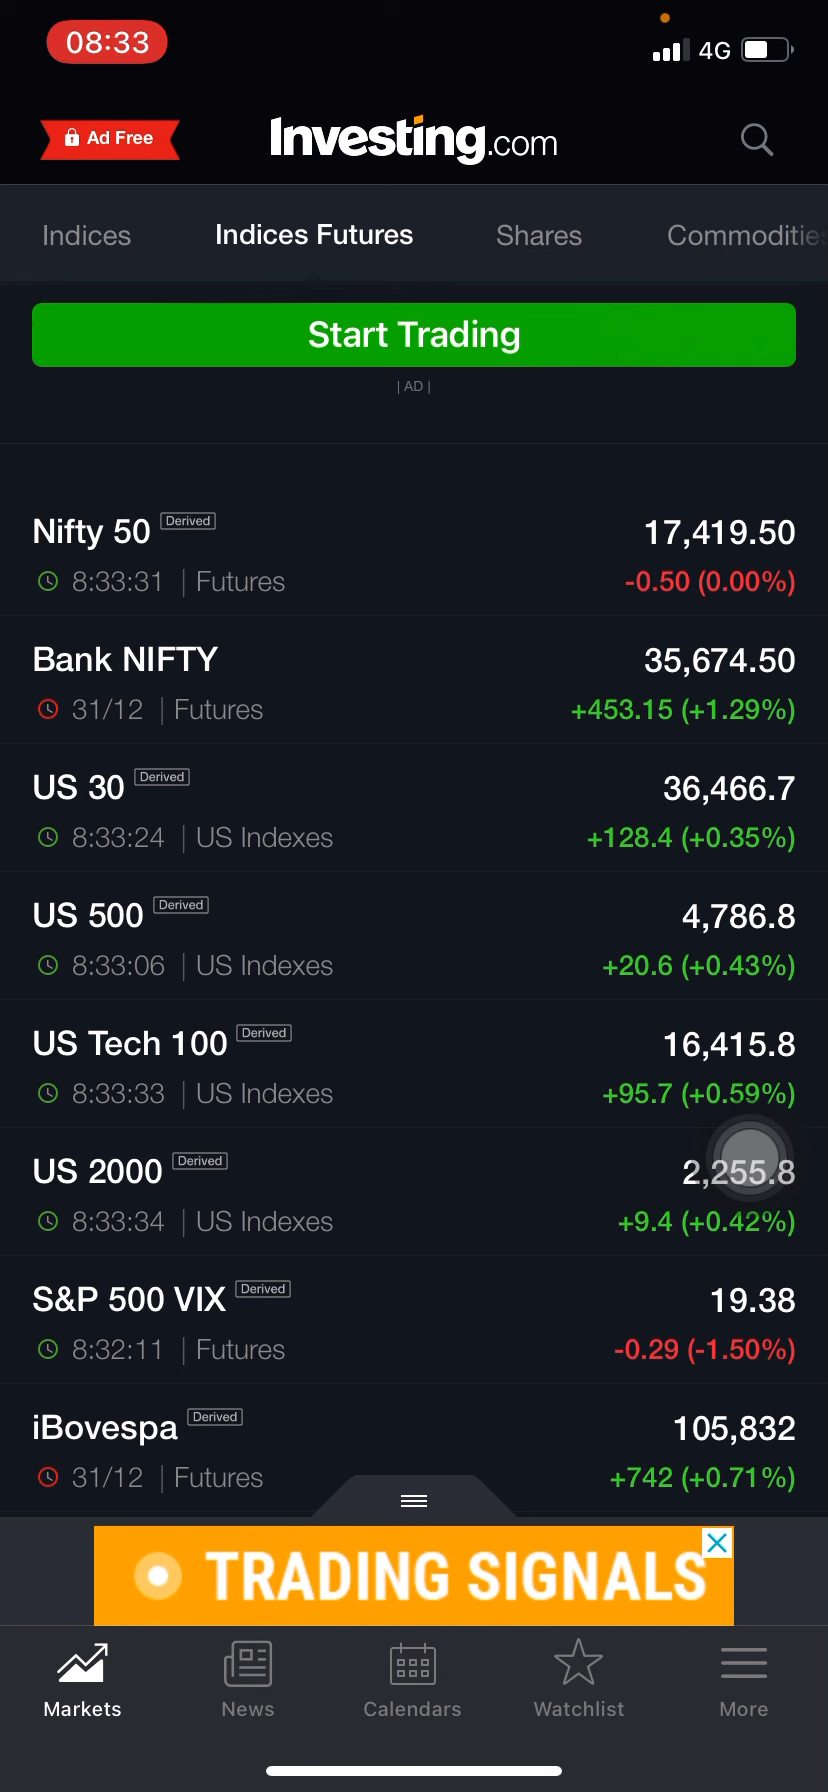 08:33
4G
Ad Free
Investing.com
Indices
Indices Futures
Shares
Commodities
Start Trading
| AD |
Nifty 50 Derived
17,419.50
8:33:31 | Futures
-0.50 (0.00%)
Bank NIFTY
35,674.50
31/12 | Futures
+453.15 (+1.29%)
US 30 Derived
36,466.7
8:33:24 | US Indexes
+128.4 (+0.35%)
US 500 Derived
4,786.8
8:33:06 | US Indexes
+20.6 (+0.43%)
US Tech 100 Derived
16,415.8
8:33:33 | US Indexes
+95.7 (+0.59%)
US 2000 Derived
2,255.8
8:33:34 | US Indexes
+9.4 (+0.42%)
S&P 500 VIX Derived
19.38
8:32:11 | Futures
-0.29 (-1.50%)
iBovespa Derived
105,832
31/12 | Futures
+742 (+0.71%)
TRADING SIGNALS
Markets
News
Calendars
Watchlist
More